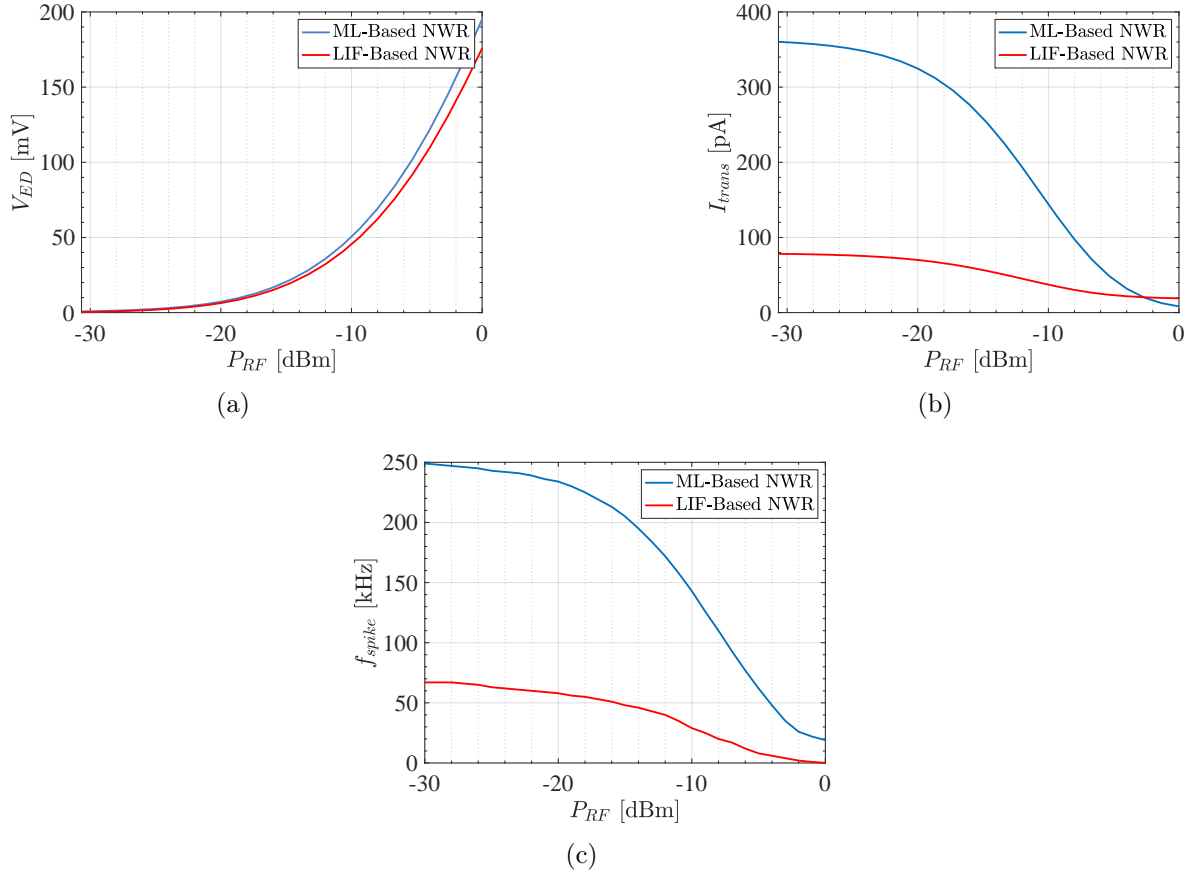 200
150
100
50
0
V_ED [mV]
-30
-20
-10
0
P_RF [dBm]
ML-Based NWR
LIF-Based NWR
(a)
400
300
200
100
0
I_trans [pA]
-30
-20
-10
0
P_RF [dBm]
ML-Based NWR
LIF-Based NWR
(b)
250
200
150
100
50
0
f_spike [kHz]
-30
-20
-10
0
P_RF [dBm]
ML-Based NWR
LIF-Based NWR
(c)